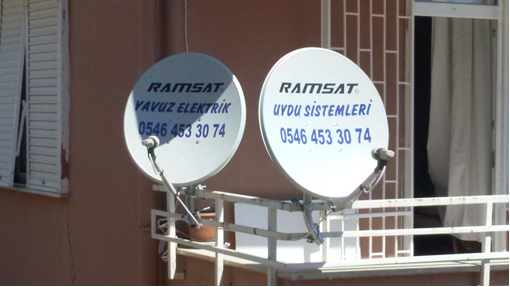 RAMSAT
YAVUZ ELEKTRİK
0546 453 30 74
RAMSAT
UYDU SİSTEMLERİ
0546 453 30 74